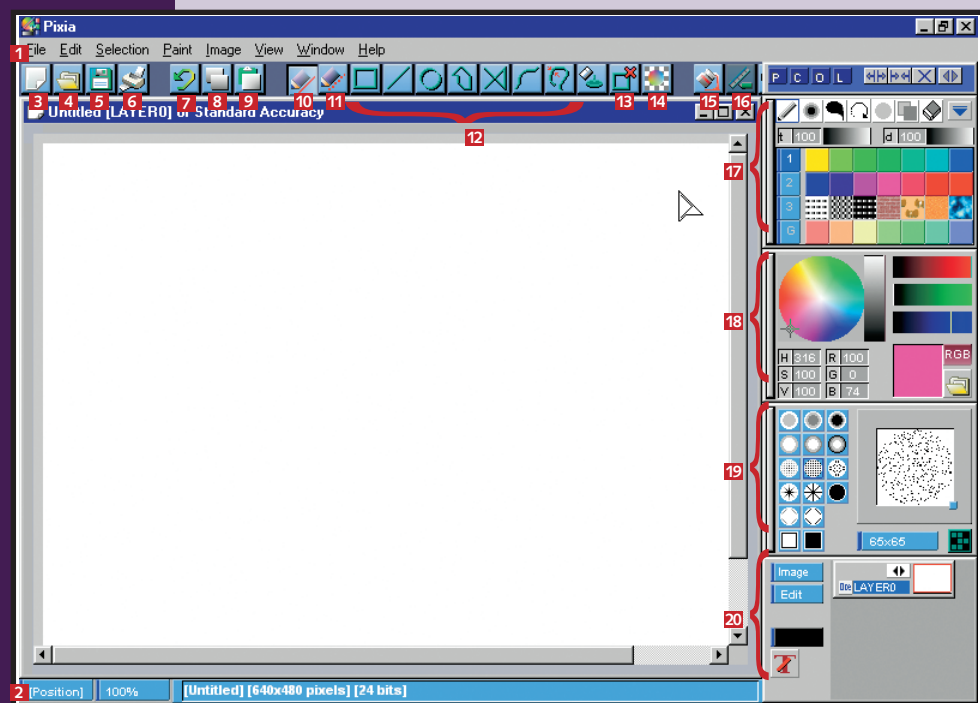 Pixia
1
File Edit Selection Paint Image View Window Help
P C O L
3 4 5 6 7 8 9 10 11 13 14 15 16
Untitled [LAYER0] of Standard Accuracy
12
t 100 d 100
17
1
2
3
G
18
H 316 R 100
S 100 G 0
V 100 B 74
RGB
19
65x65
Image
Edit
LAYER0
20
2
[Position] 100% [Untitled] [640x480 pixels] [24 bits]